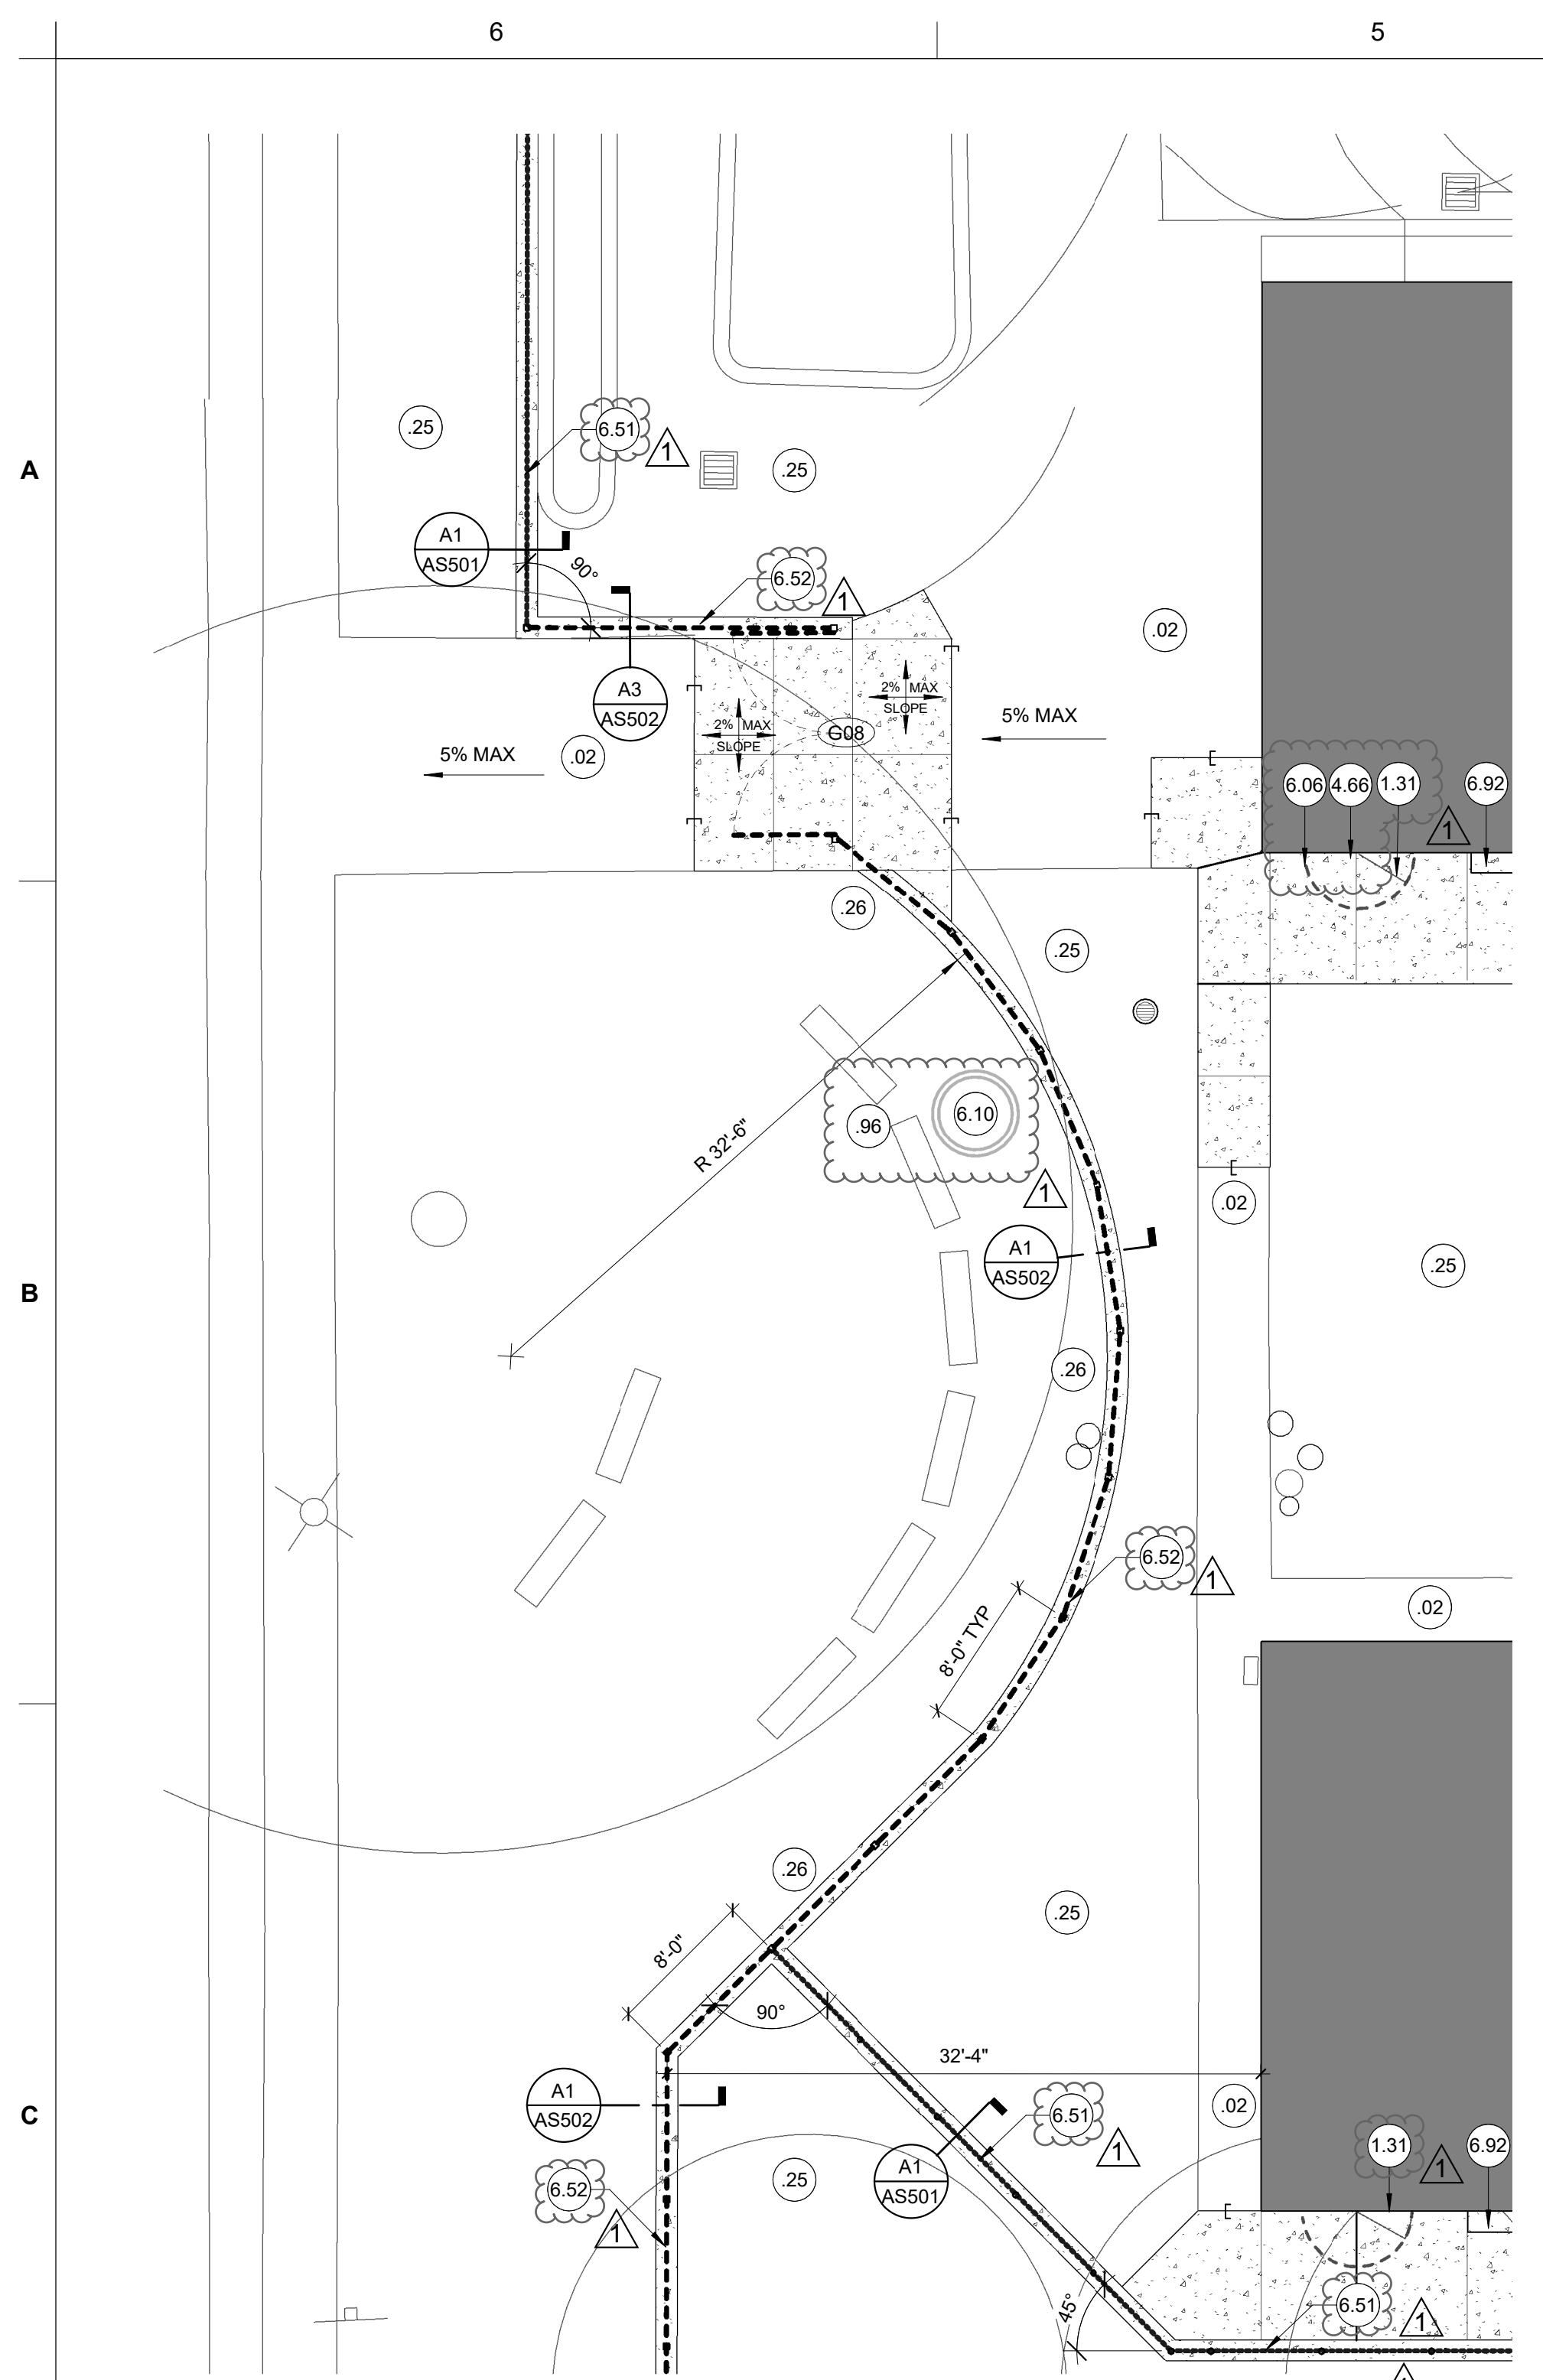 6
5
A
.25
6.51
1
.25
A1
AS501
90°
6.52
1
.02
A3
AS502
2% MAX
SLOPE
2% MAX
SLOPE
G08
5% MAX
5% MAX
.02
6.06
4.66
1.31
6.92
1
.26
.25
R 32'-6"
.96
6.10
1
.02
A1
AS502
.25
B
.26
6.52
1
8'-0" TYP
.02
.26
.25
8'-0"
90°
32'-4"
A1
AS502
6.51
1
.02
C
1.31
1
6.92
6.52
1
.25
A1
AS501
45°
6.51
1
1